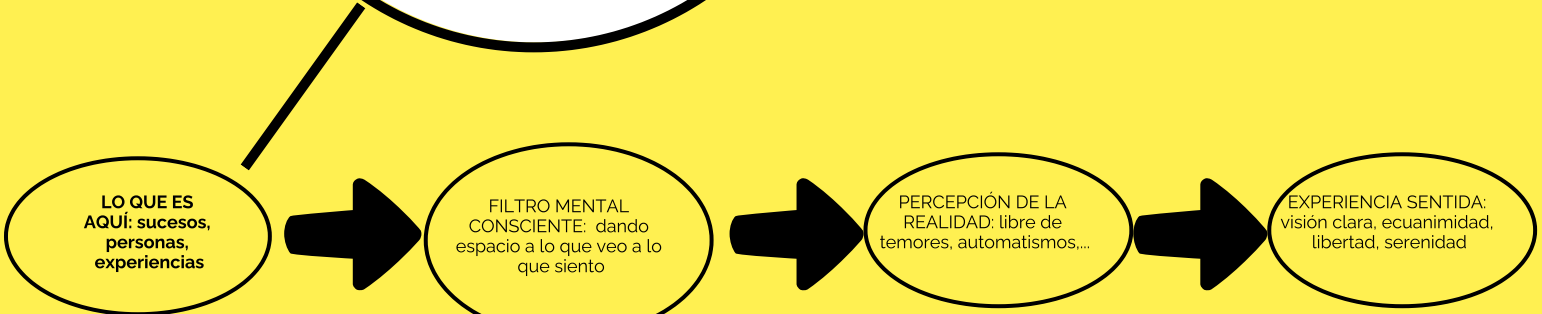 LO QUE ES
AQUÍ: sucesos,
personas,
experiencias
FILTRO MENTAL
CONSCIENTE: dando
espacio a lo que veo a lo
que siento
PERCEPCIÓN DE LA
REALIDAD: libre de
temores, automatismos,...
EXPERIENCIA SENTIDA:
visión clara, ecuanimidad,
libertad, serenidad